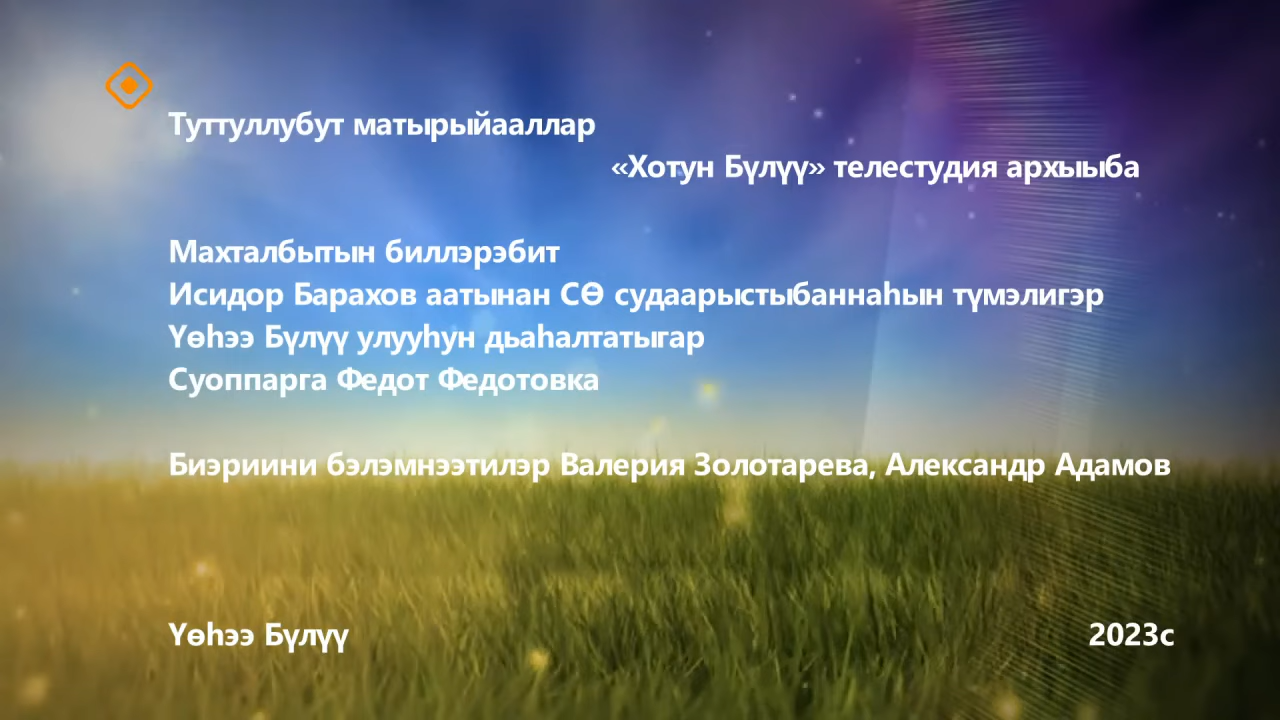 Туттуллубут матырыйааллар
«Хотун Бүлүү» телестудия архыыба
Махталбытын биллэрэбит
Исидор Барахов аатынан СӨ судаарыстыбаннаһын түмэлигэр
Үөһээ Бүлүү улууһун дьаһалтатыгар
Суоппарга Федот Федотовка
Биэриини бэлэмнээтилэр Валерия Золотарева, Александр Адамов
Үөһээ Бүлүү 2023с